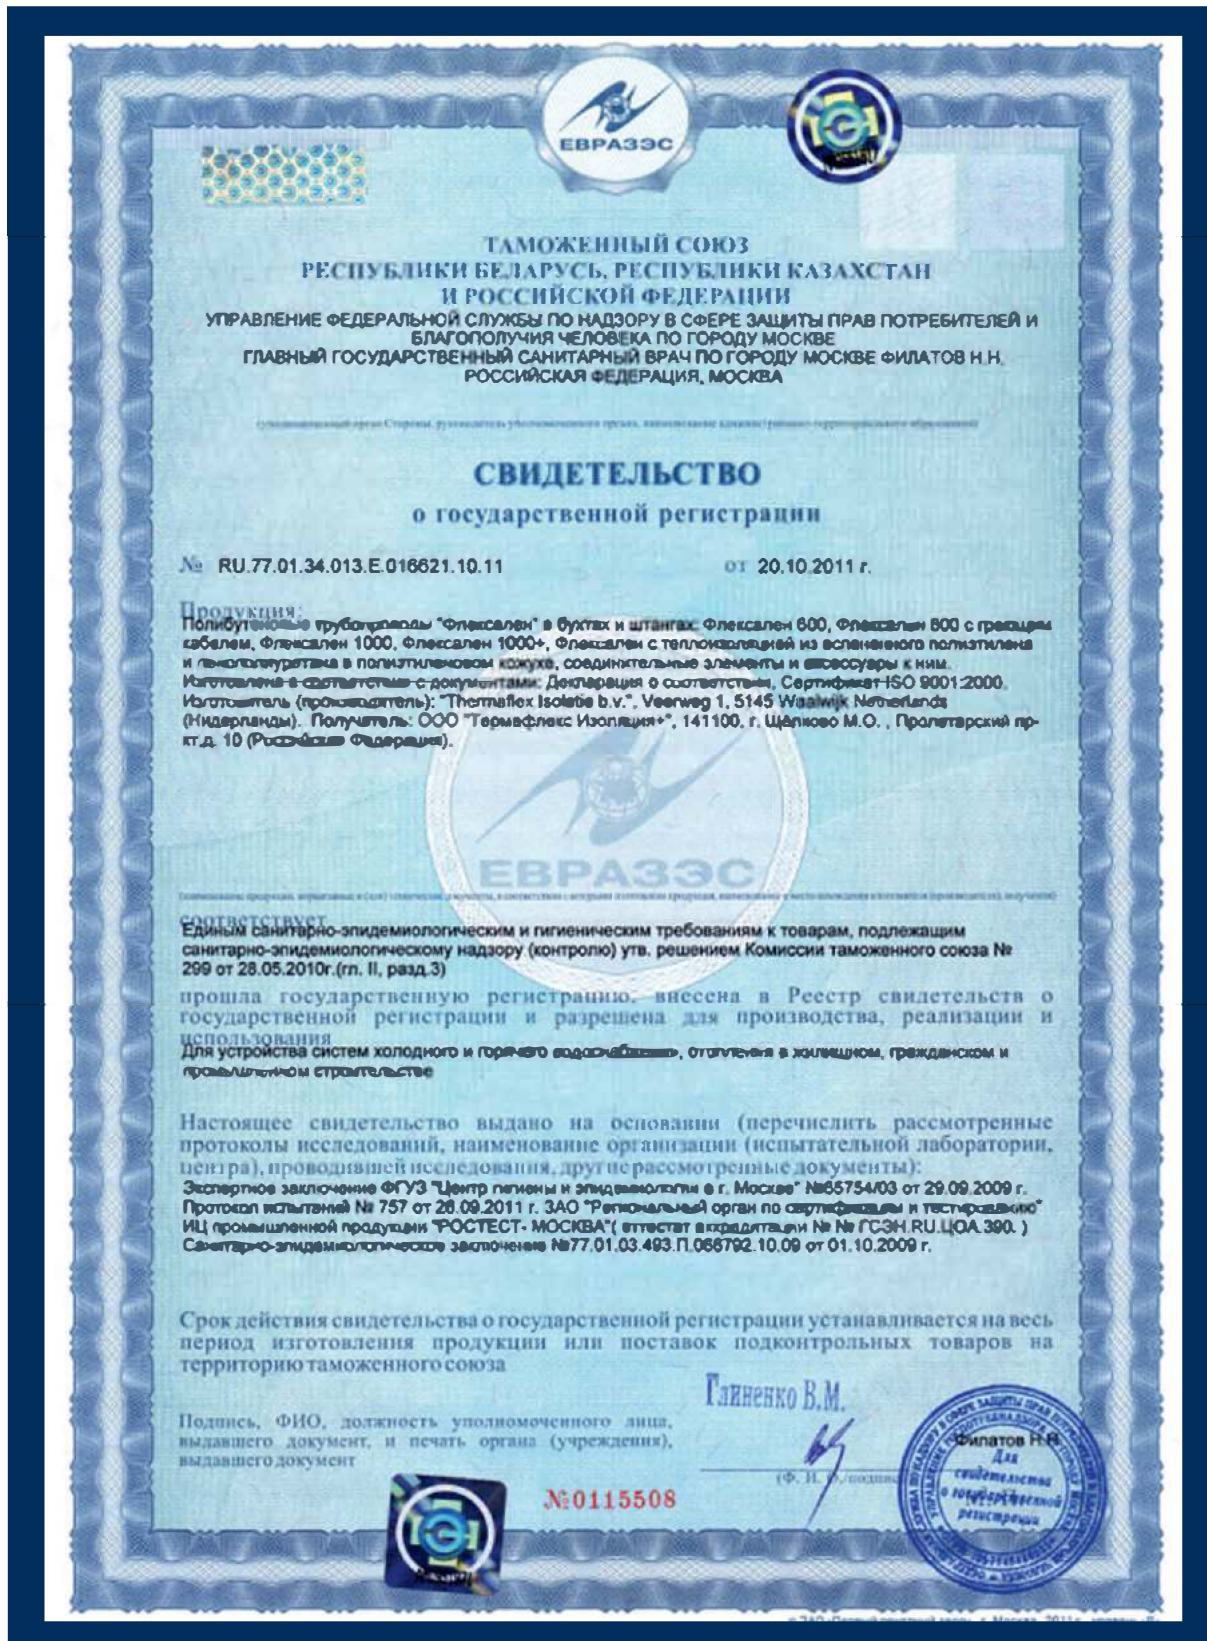 ЕВРАЗЭС
ТАМОЖЕННЫЙ СОЮЗ
РЕСПУБЛИКИ БЕЛАРУСЬ, РЕСПУБЛИКИ КАЗАХСТАН
И РОССИЙСКОЙ ФЕДЕРАЦИИ
УПРАВЛЕНИЕ ФЕДЕРАЛЬНОЙ СЛУЖБЫ ПО НАДЗОРУ В СФЕРЕ ЗАЩИТЫ ПРАВ ПОТРЕБИТЕЛЕЙ И
БЛАГОПОЛУЧИЯ ЧЕЛОВЕКА ПО ГОРОДУ МОСКВЕ
ГЛАВНЫЙ ГОСУДАРСТВЕННЫЙ САНИТАРНЫЙ ВРАЧ ПО ГОРОДУ МОСКВЕ ФИЛАТОВ Н.Н.
РОССИЙСКАЯ ФЕДЕРАЦИЯ, МОСКВА
(уполномоченный орган Стороны, руководитель уполномоченного органа, наименование административно-территориального образования)
СВИДЕТЕЛЬСТВО
о государственной регистрации
№ RU.77.01.34.013.E.016621.10.11 от 20.10.2011 г.
Продукция:
Полибутеновые трубопроводы "Флексален" в бухтах и штангах: Флексален 600, Флексален 600 с греющим
кабелем, Флексален 1000, Флексален 1000+, Флексален с теплоизоляцией из вспененного полиэтилена
и пенополиуретана в полиэтиленовом кожухе, соединительные элементы и аксессуары к ним.
Изготовлена в соответствии с документами: Декларация о соответствии, Сертификат ISO 9001:2000.
Изготовитель (производитель): "Thermaflex Isolatie b.v.", Veerweg 1, 5145 Waalwijk Netherlands
(Нидерланды). Получатель: ООО "Термафлекс Изоляция+", 141100, г. Щёлково М.О. , Пролетарский пр-
кт,д. 10 (Российская Федерация).
ЕВРАЗЭС
соответствует
Единым санитарно-эпидемиологическим и гигиеническим требованиям к товарам, подлежащим
санитарно-эпидемиологическому надзору (контролю) утв. решением Комиссии таможенного союза №
299 от 28.05.2010г.(гл. II, разд.3)
прошла государственную регистрацию, внесена в Реестр свидетельств о
государственной регистрации и разрешена для производства, реализации и
использования
Для устройства систем холодного и горячего водоснабжения, отопления в жилищном, гражданском и
промышленном строительстве
Настоящее свидетельство выдано на основании (перечислить рассмотренные
протоколы исследований, наименование организации (испытательной лаборатории,
центра), проводившей исследования, другие рассмотренные документы):
Экспертное заключение ФГУЗ "Центр гигиены и эпидемиологии в г. Москве" №65754/03 от 29.09.2009 г.
Протокол испытаний № 757 от 26.09.2011 г. ЗАО "Региональный орган по сертификации и тестированию"
ИЦ промышленной продукции "РОСТЕСТ- МОСКВА"( аттестат аккредитации № № ГСЭН.RU.ЦОА.390. )
Санитарно-эпидемиологическое заключение №77.01.03.493.П.066792.10.09 от 01.10.2009 г.
Срок действия свидетельства о государственной регистрации устанавливается на весь
период изготовления продукции или поставок подконтрольных товаров на
территорию таможенного союза
Глиненко В.М.
Подпись, ФИО, должность уполномоченного лица,
выдавшего документ, и печать органа (учреждения),
выдавшего документ
Филатов Н.Н.
(Ф. И. О./подпись
Для
свидетельства
о государственной
регистрации
№0115508